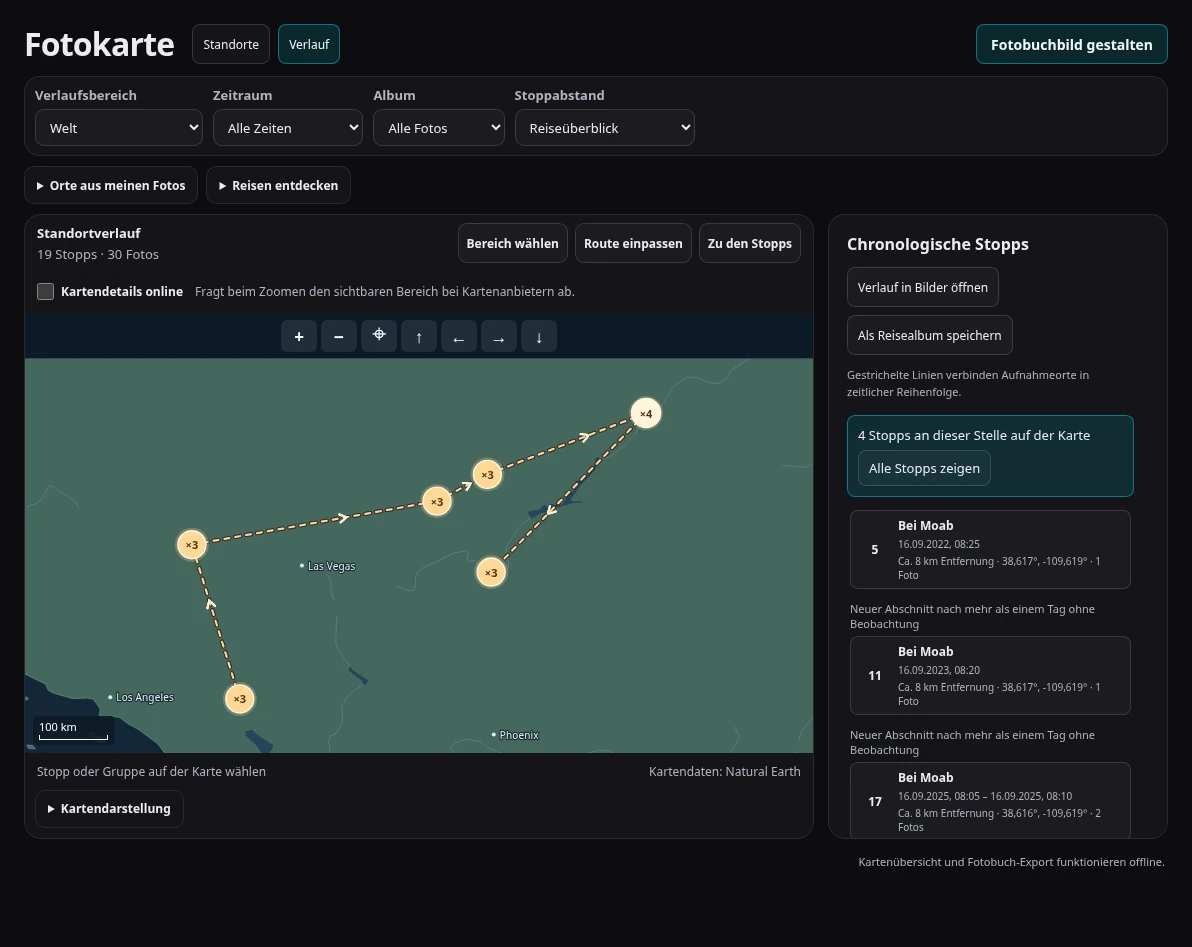 Fotokarte
Standorte
Verlauf
Fotobuchbild gestalten
Verlaufsbereich
Zeitraum
Album
Stoppabstand
Welt
Alle Zeiten
Alle Fotos
Reiseüberblick
Orte aus meinen Fotos
Reisen entdecken
Standortverlauf
19 Stopps · 30 Fotos
Bereich wählen
Route einpassen
Zu den Stopps
Kartendetails online
Fragt beim Zoomen den sichtbaren Bereich bei Kartenanbietern ab.
+ − ⌖ ↑ ← → ↓
×4
×3
×3
×3
Las Vegas
×3
Los Angeles
×3
100 km
Phoenix
Stopp oder Gruppe auf der Karte wählen
Kartendaten: Natural Earth
Kartendarstellung
Chronologische Stopps
Verlauf in Bilder öffnen
Als Reisealbum speichern
Gestrichelte Linien verbinden Aufnahmeorte in
zeitlicher Reihenfolge.
4 Stopps an dieser Stelle auf der Karte
Alle Stopps zeigen
5
Bei Moab
16.09.2022, 08:25
Ca. 8 km Entfernung · 38,617°, -109,619° · 1
Foto
Neuer Abschnitt nach mehr als einem Tag ohne
Beobachtung
11
Bei Moab
16.09.2023, 08:20
Ca. 8 km Entfernung · 38,617°, -109,619° · 1
Foto
Neuer Abschnitt nach mehr als einem Tag ohne
Beobachtung
17
Bei Moab
16.09.2025, 08:05 – 16.09.2025, 08:10
Ca. 8 km Entfernung · 38,616°, -109,619° · 2
Fotos
Kartenübersicht und Fotobuch-Export funktionieren offline.